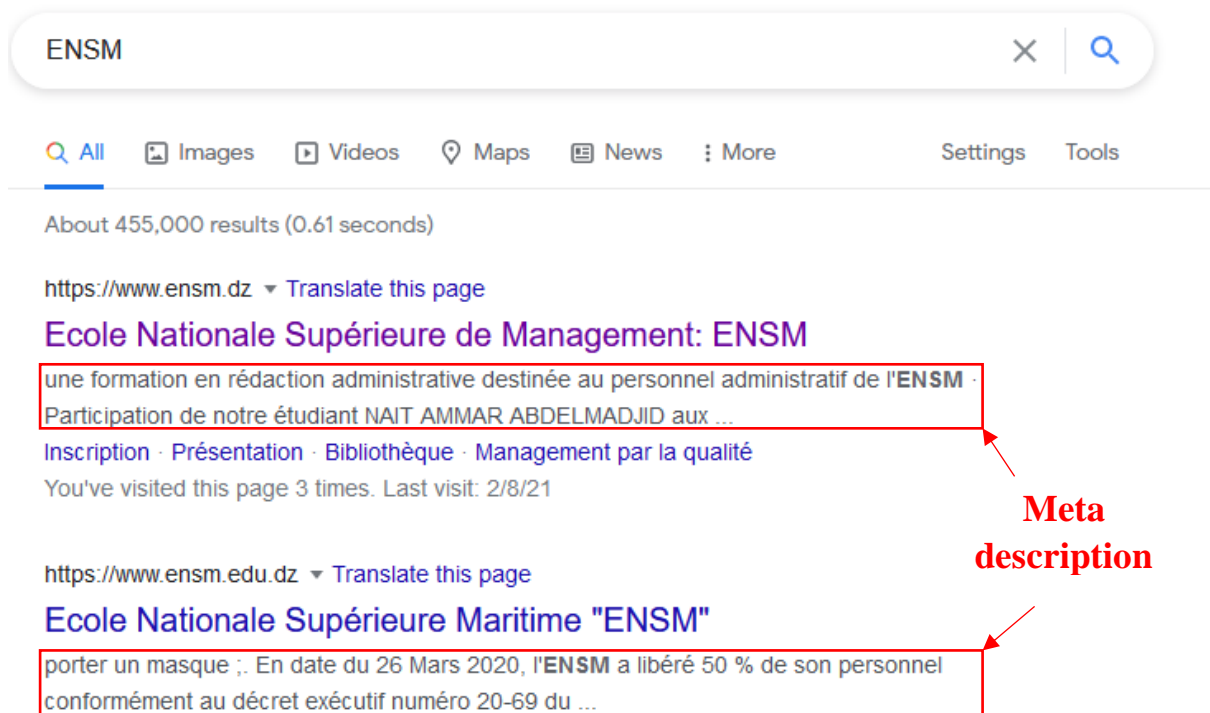 ENSM
All Images Videos Maps News More Settings Tools
About 455,000 results (0.61 seconds)
https://www.ensm.dz Translate this page
Ecole Nationale Supérieure de Management: ENSM
une formation en rédaction administrative destinée au personnel administratif de l'ENSM ·
Participation de notre étudiant NAIT AMMAR ABDELMADJID aux ...
Inscription · Présentation · Bibliothèque · Management par la qualité
You've visited this page 3 times. Last visit: 2/8/21
Meta
description
https://www.ensm.edu.dz Translate this page
Ecole Nationale Supérieure Maritime "ENSM"
porter un masque ;. En date du 26 Mars 2020, l'ENSM a libéré 50 % de son personnel
conformément au décret exécutif numéro 20-69 du ...